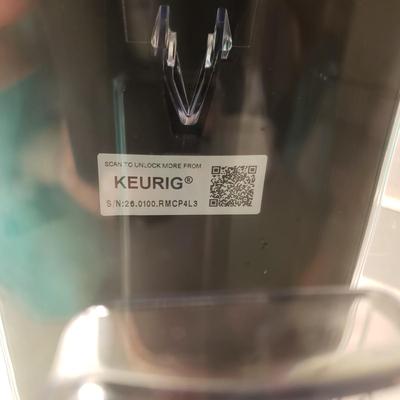 SCAN TO UNLOCK MORE FROM
KEURIG®
S/N:26.0100.RMCP4L3